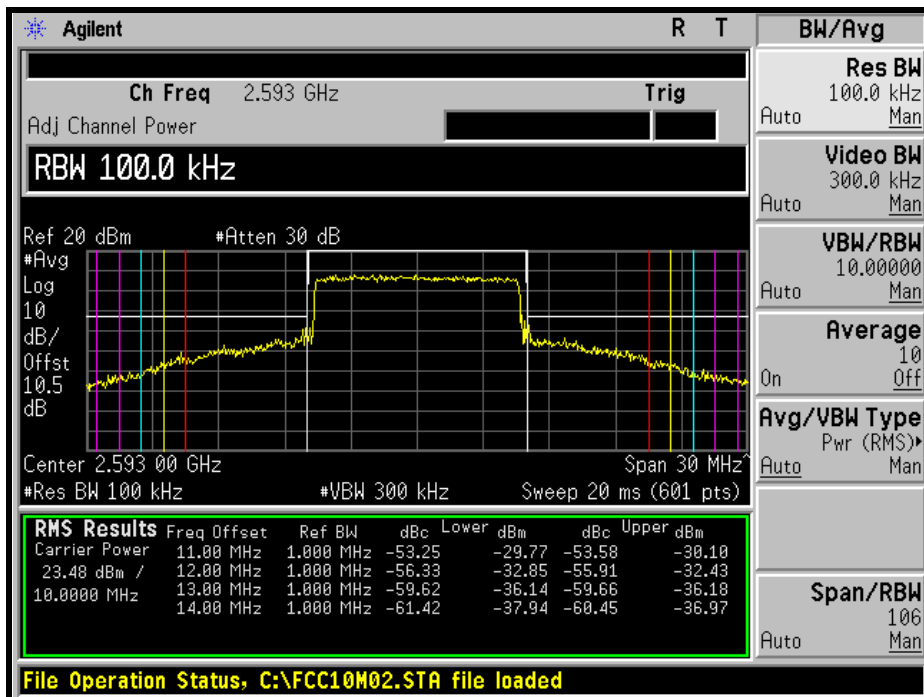 Agilent R T
Ch Freq 2.593 GHz Trig
Adj Channel Power
RBW 100.0 kHz
Ref 20 dBm #Atten 30 dB
#Avg
Log
10
dB/
Offst
10.5
dB
Center 2.593 00 GHz Span 30 MHz^
#Res BW 100 kHz #VBW 300 kHz Sweep 20 ms (601 pts)
RMS Results Freq Offset Ref BW dBc Lower dBm dBc Upper dBm
Carrier Power 11.00 MHz 1.000 MHz -53.25 -29.77 -53.58 -30.10
23.48 dBm / 12.00 MHz 1.000 MHz -56.33 -32.85 -55.91 -32.43
10.0000 MHz 13.00 MHz 1.000 MHz -59.62 -36.14 -59.66 -36.18
14.00 MHz 1.000 MHz -61.42 -37.94 -60.45 -36.97
File Operation Status, C:\FCC10M02.STA file loaded
BW/Avg
Res BW
100.0 kHz
Auto Man
Video BW
300.0 kHz
Auto Man
VBW/RBW
10.00000
Auto Man
Average
10
On Off
Avg/VBW Type
Pwr (RMS)▸
Auto Man
Span/RBW
106
Auto Man